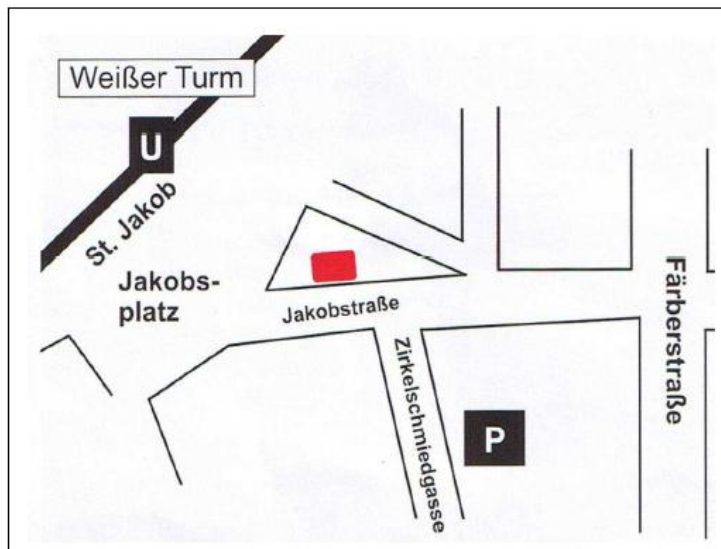 Weißer Turm
U
St. Jakob
Jakobs-
platz
Jakobstraße
Färberstraße
Zirkelschmiedgasse
P